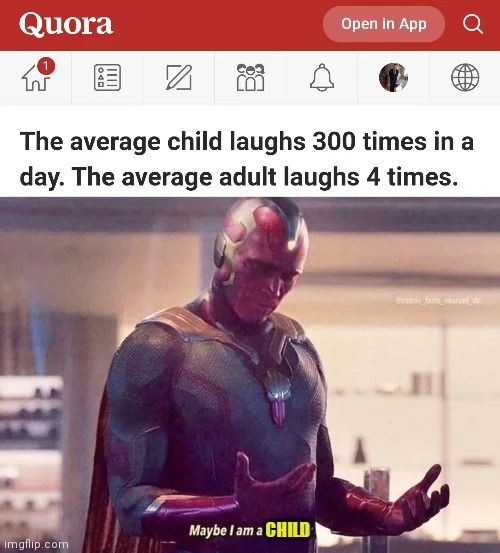 Quora
Open in App
1
The average child laughs 300 times in a
day. The average adult laughs 4 times.
Maybe I am a CHILD
imgflip.com